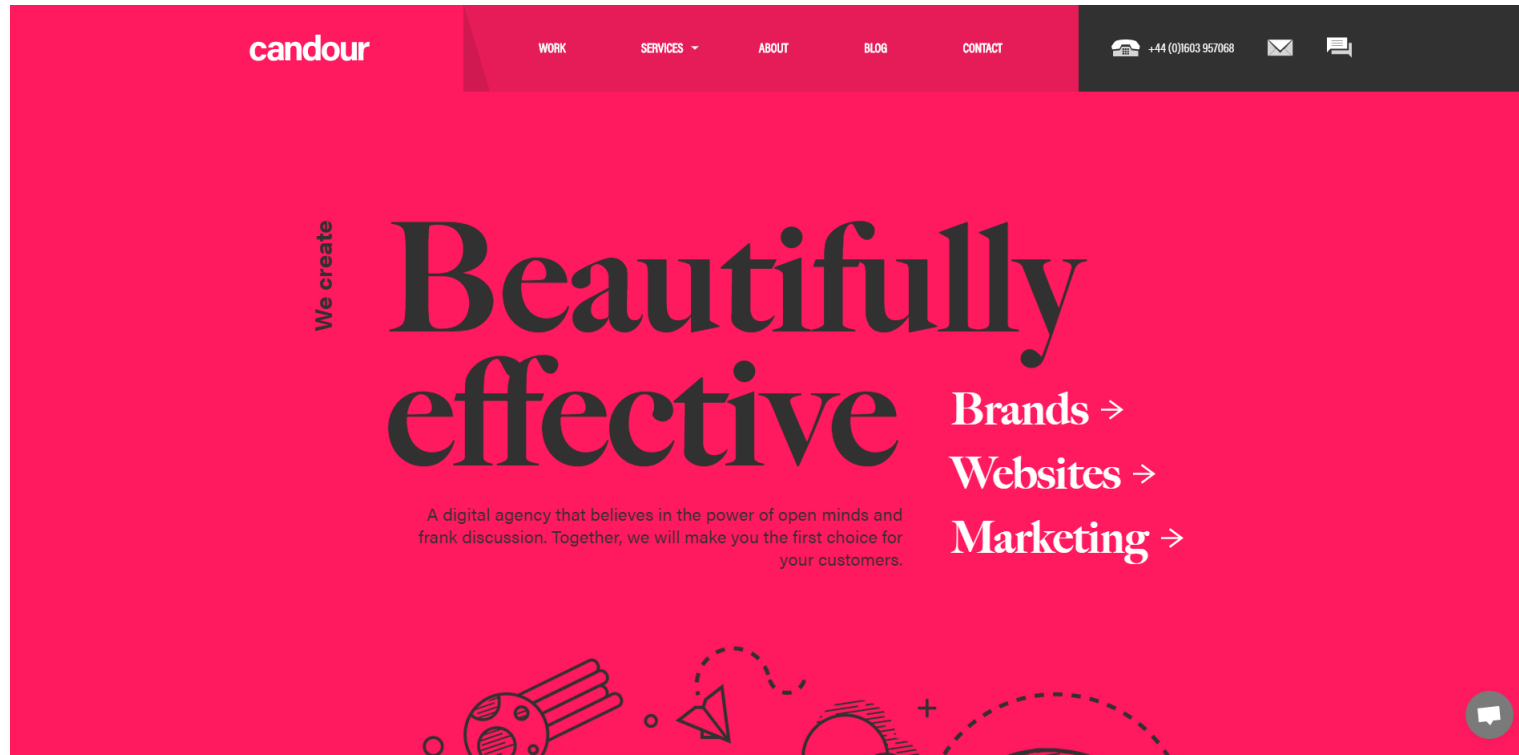 candour
WORK
SERVICES
ABOUT
BLOG
CONTACT
+44 (0)1603 957068
We create
Beautifully
effective
Brands →
Websites →
Marketing →
A digital agency that believes in the power of open minds and
frank discussion. Together, we will make you the first choice for
your customers.